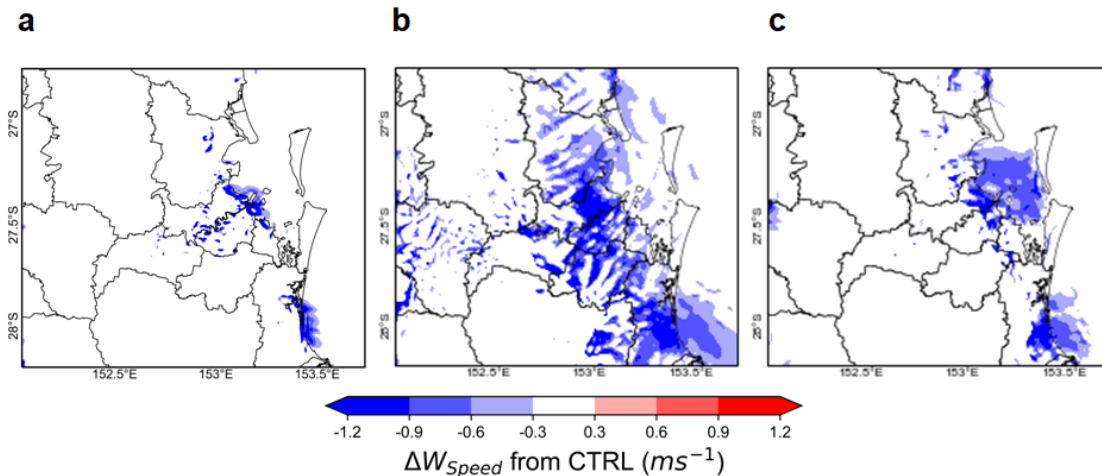 a b c
27°S 27°S 27°S
27.5°S 27.5°S 27.5°S
28°S 28°S 28°S
152.5°E 153°E 153.5°E 152.5°E 153°E 153.5°E 152.5°E 153°E 153.5°E
-1.2 -0.9 -0.6 -0.3 0.3 0.6 0.9 1.2
ΔW_Speed from CTRL (ms⁻¹)